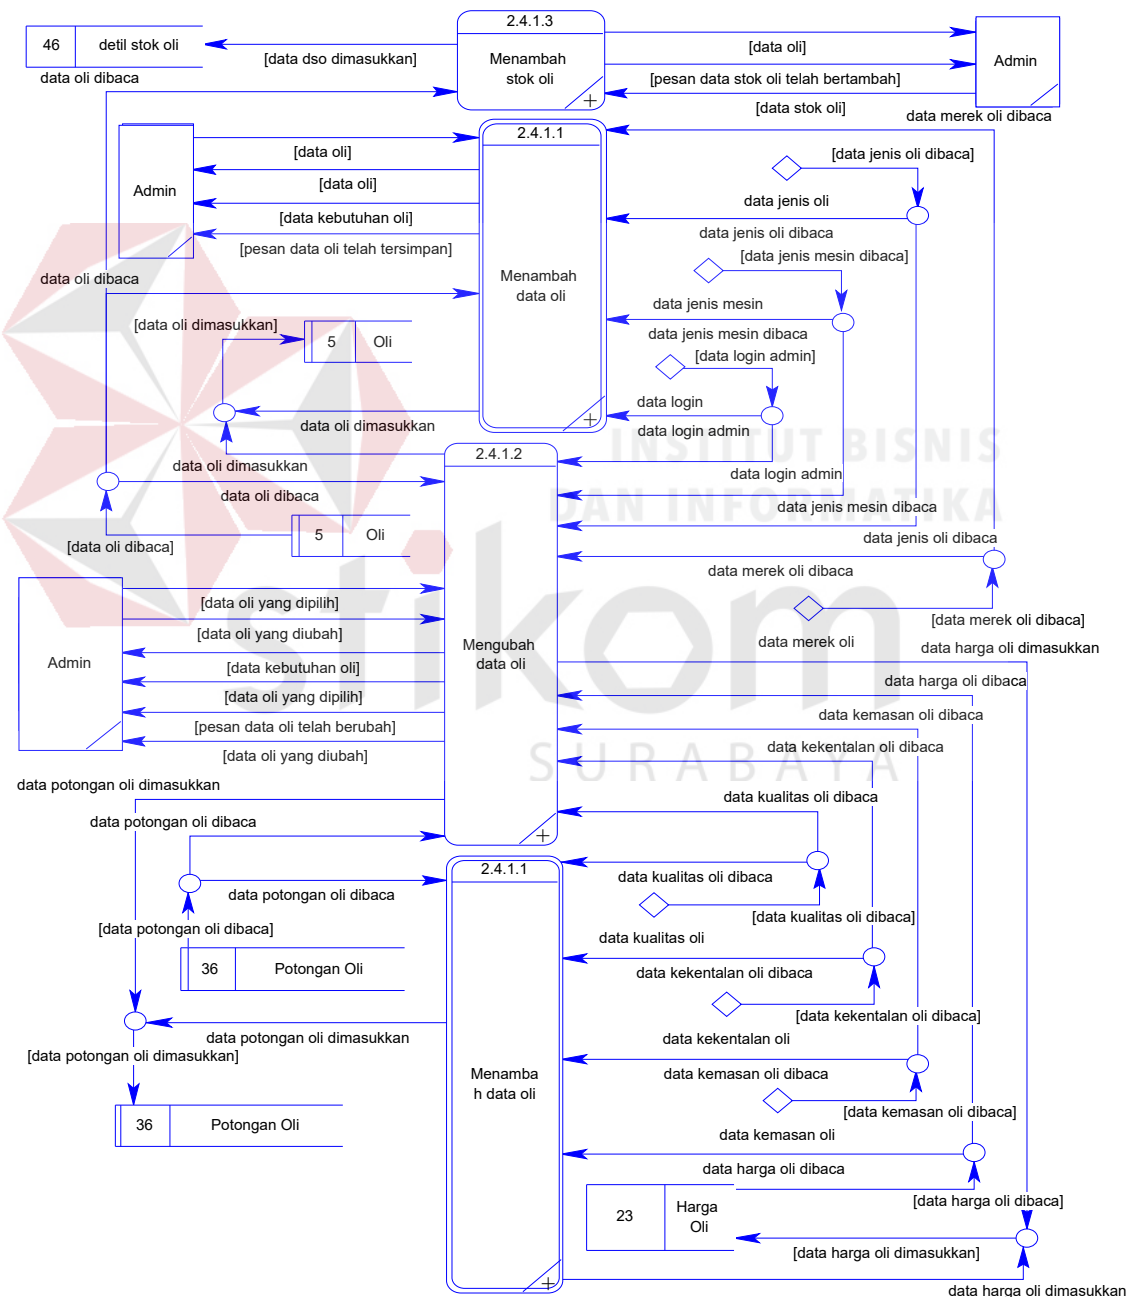 2.4.1.3
46
detil stok oli
[data dso dimasukkan]
Menambah
stok oli
[data oli]
Admin
[pesan data stok oli telah bertambah]
data oli dibaca
[data stok oli]
data merek oli dibaca
2.4.1.1
[data oli]
[data jenis oli dibaca]
[data oli]
Admin
data jenis oli
[data kebutuhan oli]
data jenis oli dibaca
[pesan data oli telah tersimpan]
[data jenis mesin dibaca]
data oli dibaca
Menambah
data oli
data jenis mesin
[data oli dimasukkan]
5
Oli
data jenis mesin dibaca
[data login admin]
data login
data oli dimasukkan
data login admin
INSTITUT BISNIS
2.4.1.2
data oli dimasukkan
data login admin
data oli dibaca
DAN INFORMATIKA
data jenis mesin dibaca
5
Oli
data jenis oli dibaca
[data oli dibaca]
data merek oli dibaca
stikom
[data oli yang dipilih]
[data merek oli dibaca]
[data oli yang diubah]
data merek oli
Mengubah
data oli
data harga oli dimasukkan
Admin
[data kebutuhan oli]
data harga oli dibaca
[data oli yang dipilih]
data kemasan oli dibaca
[pesan data oli telah berubah]
data kekentalan oli dibaca
[data oli yang diubah]
SURABAYA
data potongan oli dimasukkan
data kualitas oli dibaca
data potongan oli dibaca
2.4.1.1
data kualitas oli dibaca
data potongan oli dibaca
[data kualitas oli dibaca]
[data potongan oli dibaca]
data kualitas oli
36
Potongan Oli
data kekentalan oli dibaca
[data kekentalan oli dibaca]
data potongan oli dimasukkan
data kekentalan oli
[data potongan oli dimasukkan]
Menamba
h data oli
data kemasan oli dibaca
[data kemasan oli dibaca]
36
Potongan Oli
data kemasan oli
data harga oli dibaca
[data harga oli dibaca]
23
Harga
Oli
[data harga oli dimasukkan]
data harga oli dimasukkan